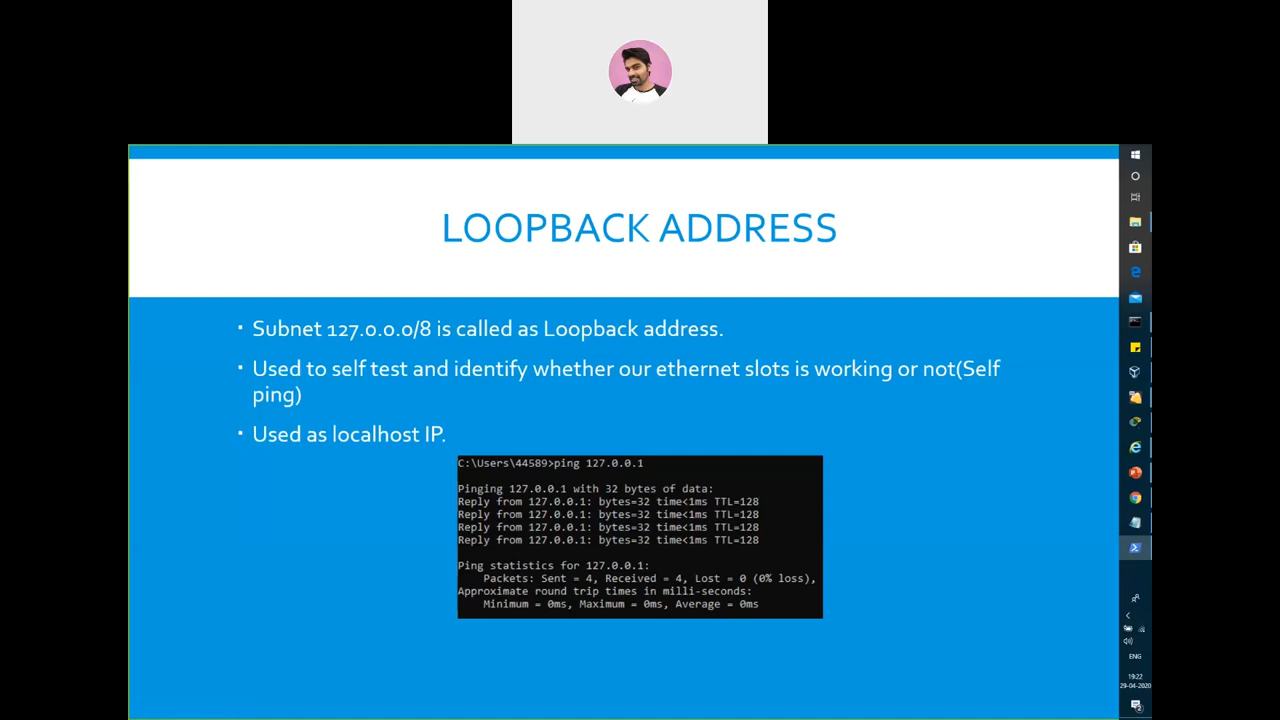 LOOPBACK ADDRESS
▪ Subnet 127.0.0.0/8 is called as Loopback address.
▪ Used to self test and identify whether our ethernet slots is working or not(Self
ping)
▪ Used as localhost IP.
C:\Users\44589>ping 127.0.0.1
Pinging 127.0.0.1 with 32 bytes of data:
Reply from 127.0.0.1: bytes=32 time<1ms TTL=128
Reply from 127.0.0.1: bytes=32 time<1ms TTL=128
Reply from 127.0.0.1: bytes=32 time<1ms TTL=128
Reply from 127.0.0.1: bytes=32 time<1ms TTL=128
Ping statistics for 127.0.0.1:
Packets: Sent = 4, Received = 4, Lost = 0 (0% loss),
Approximate round trip times in milli-seconds:
Minimum = 0ms, Maximum = 0ms, Average = 0ms
ENG
19:22
29-04-2020